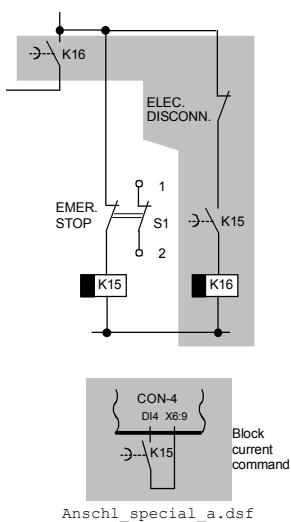 K16
ELEC.
DISCONN.
1
EMER.
STOP
S1
K15
2
K15
K16
CON-4
DI4 X6:9
K15
Block
current
command
Anschl_special_a.dsf